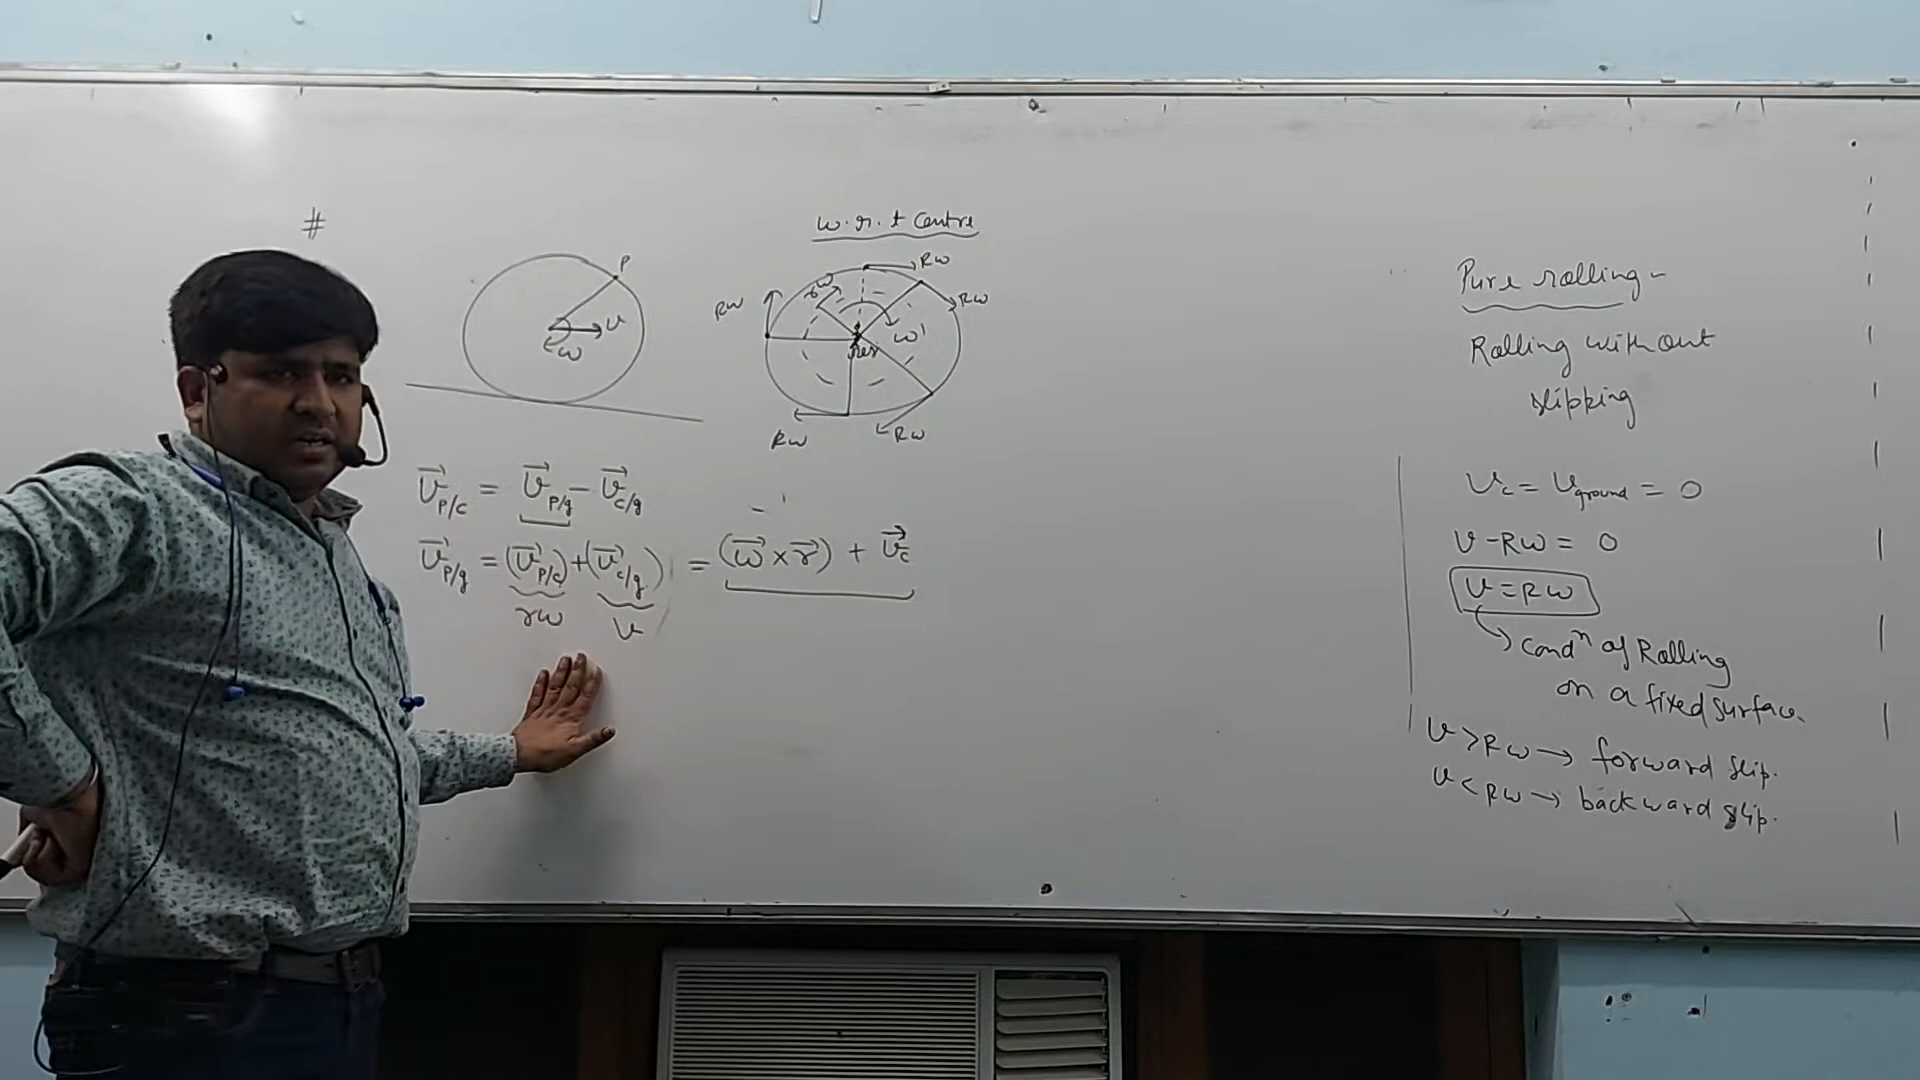 #
P
v
ω
w.r.t Centre
Rω
Rω
Rω
rω
ω
Rω
Rω
v⃗P/c = v⃗P/g - v⃗c/g
v⃗P/g = (v⃗P/c) + (v⃗c/g) = (ω⃗ × r⃗) + v⃗c
rω v
Pure rolling-
Rolling without
slipping
vc = vground = 0
v - Rω = 0
v = Rω
condⁿ of Rolling
on a fixed surface.
v > Rω → forward slip.
v < Rω → backward slip.